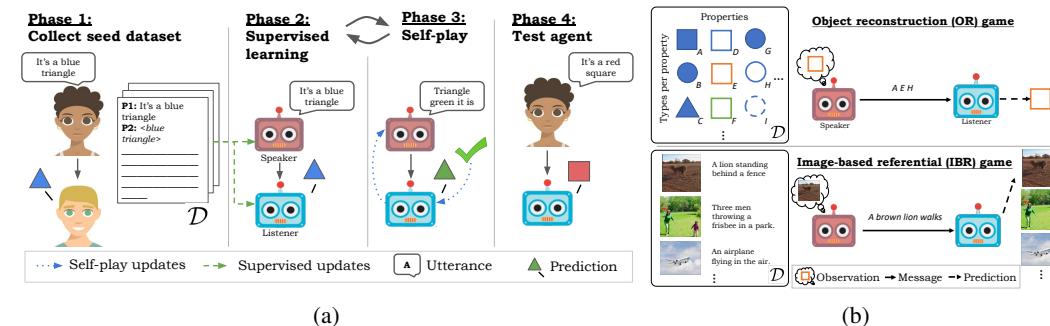 Phase 1:
Collect seed dataset
It's a blue
triangle
P1: It's a blue
triangle
P2: <blue
triangle>
D
Phase 2:
Supervised
learning
It's a blue
triangle
Speaker
Listener
Phase 3:
Self-play
Triangle
green it is
Phase 4:
Test agent
It's a red
square
Self-play updates
Supervised updates
A
Utterance
Prediction
(a)
Properties
Types per property
A
D
G
B
E
H
...
C
F
I
⋮
D
Object reconstruction (OR) game
A E H
Speaker
Listener
A lion standing
behind a fence
Three men
throwing a
frisbee in a park.
An airplane
flying in the air.
⋮
D
Image-based referential (IBR) game
A brown lion walks
⋮
Observation
Message
Prediction
(b)